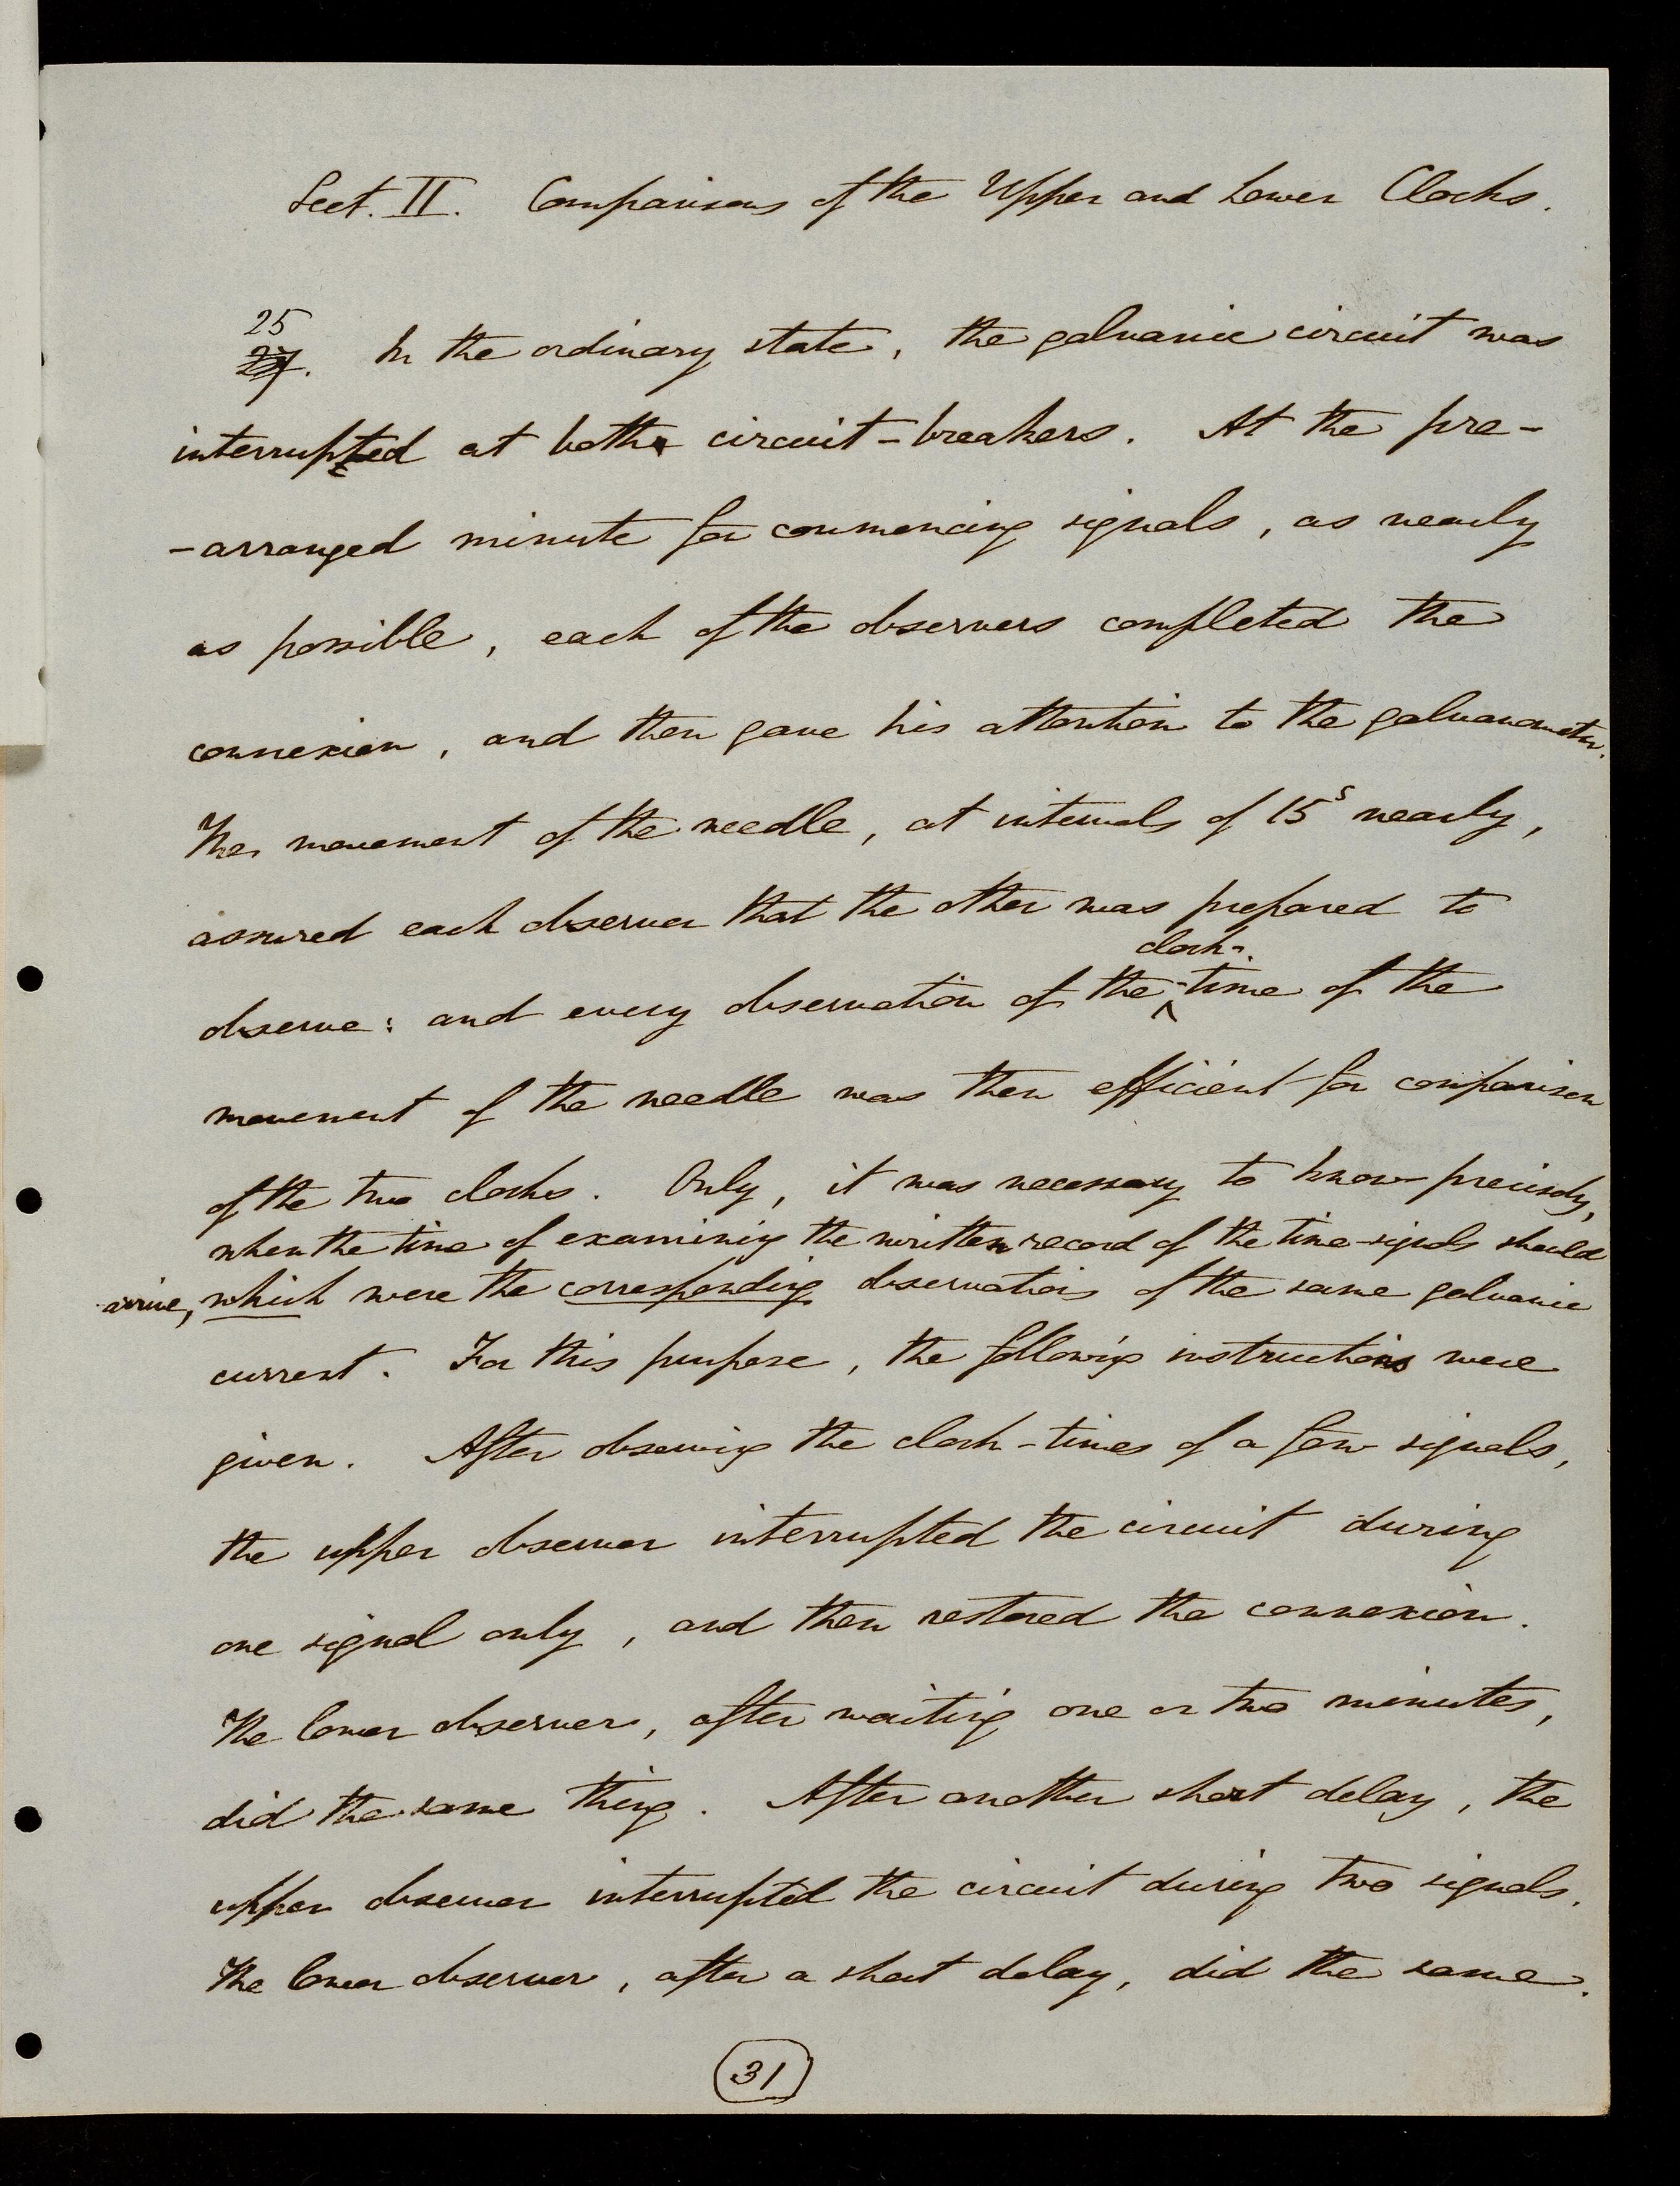 Sect. II. Comparisons of the Upper and Lower Clocks.
25
27. In the ordinary state, the galvanic circuit was
interrupted at both circuit-breakers. At the pre-
-arranged minute for commencing signals, as nearly
as possible, each of the observers completed the
connexion, and then gave his attention to the galvanometer.
The movement of the needle, at intervals of 15s nearly,
assured each observer that the other was prepared to
clock-
observe: and every observation of the time of the
movement of the needle was then efficient for comparison
of the two clocks. Only, it was necessary to know precisely,
when the time of examining the written record of the time-signals should
arrive, which were the corresponding observations of the same galvanic
current. For this purpose, the following instructions were
given. After observing the clock-times of a few signals,
the upper observer interrupted the circuit during
one signal only, and then restored the connexion.
The lower observer, after waiting one or two minutes,
did the same thing. After another short delay, the
upper observer interrupted the circuit during two signals.
The lower observer, after a short delay, did the same.
31